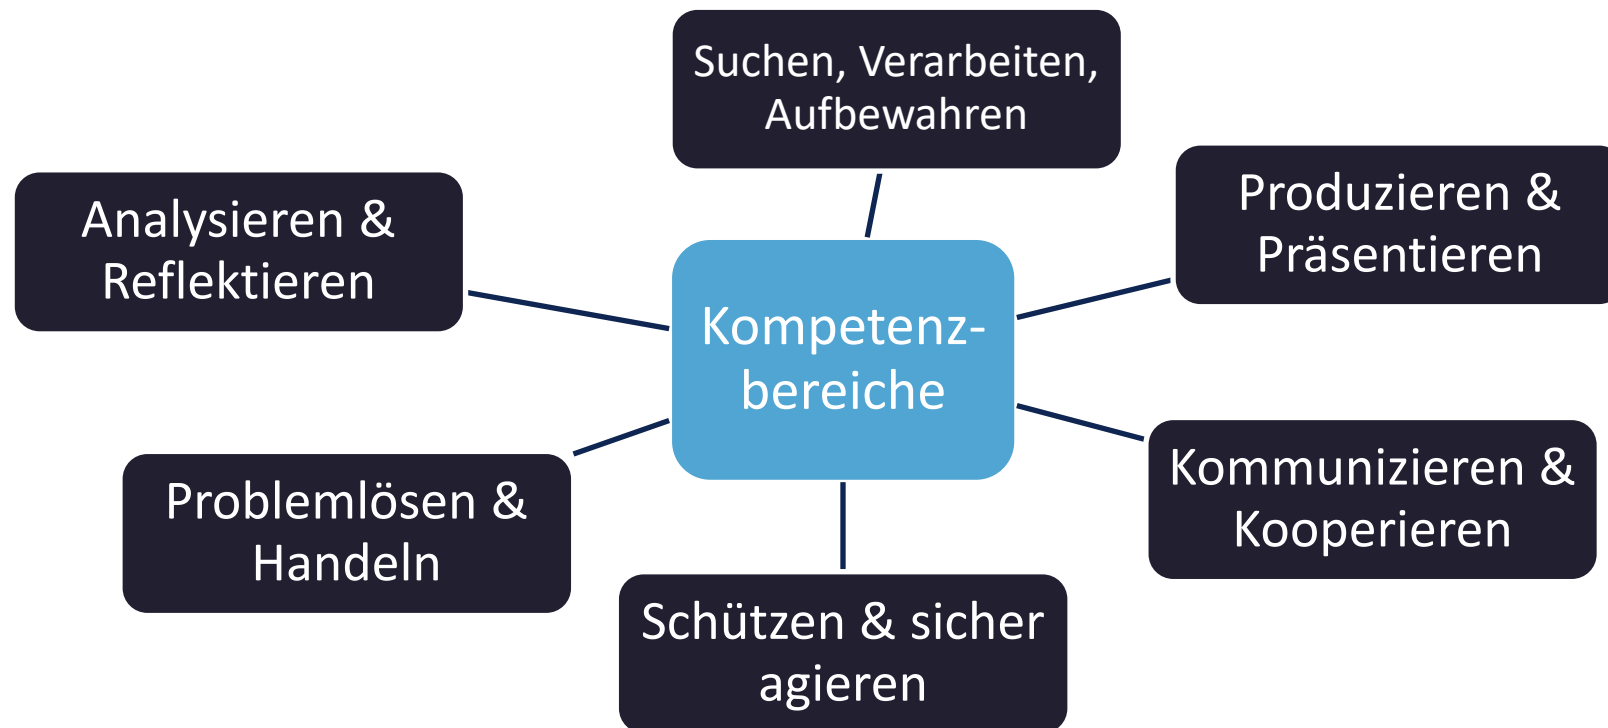 Suchen, Verarbeiten,
Aufbewahren
Produzieren &
Präsentieren
Kommunizieren &
Kooperieren
Schützen & sicher
agieren
Problemlösen &
Handeln
Analysieren &
Reflektieren
Kompetenz-
bereiche